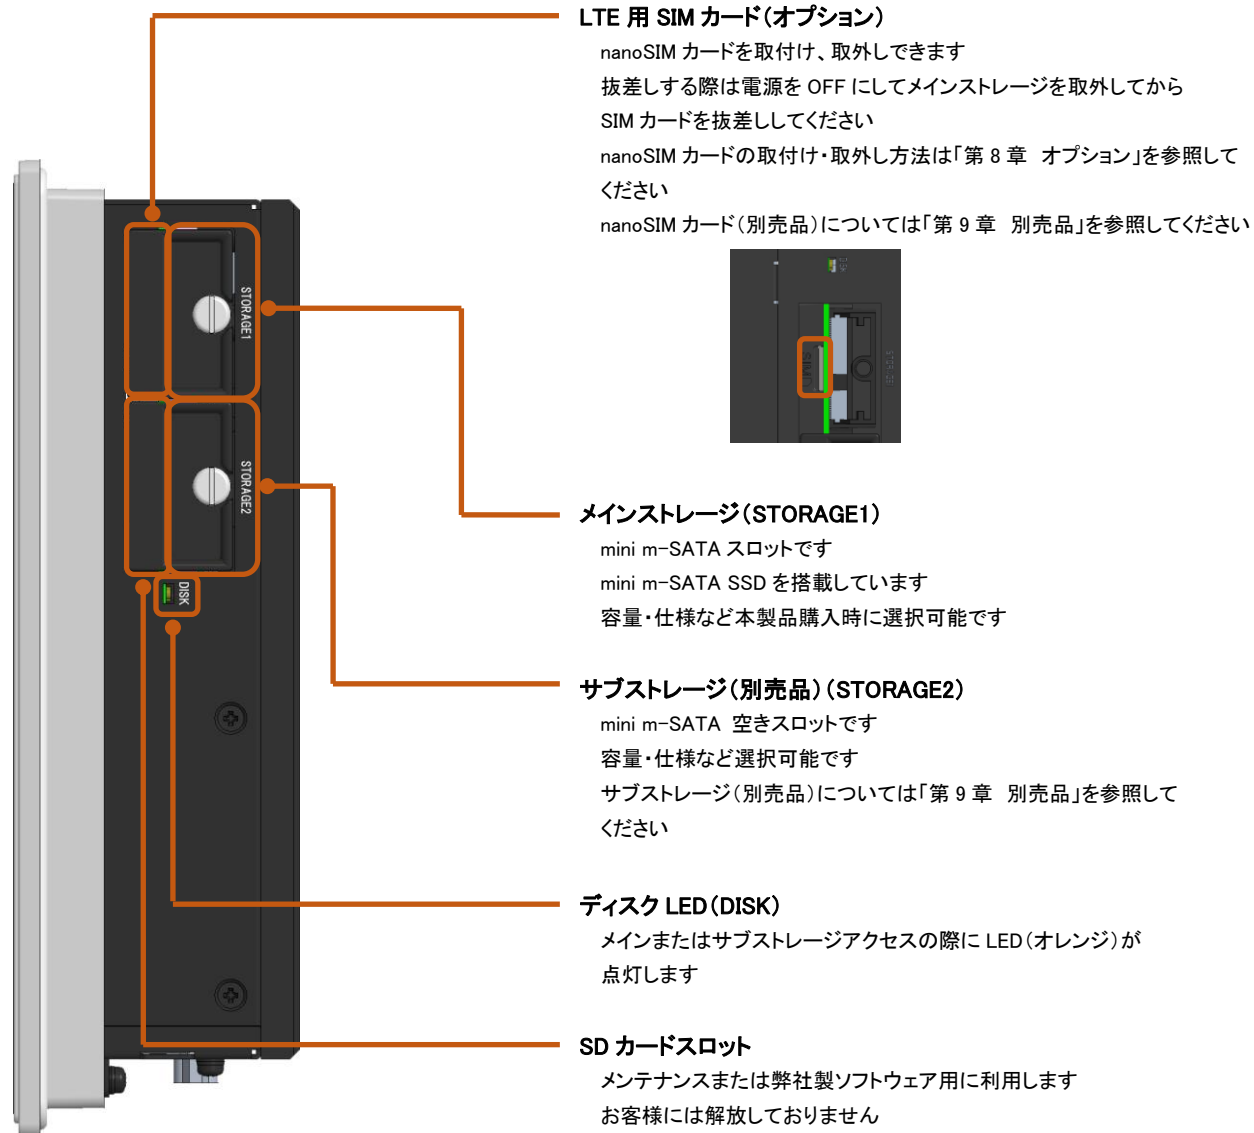 LTE 用 SIM カード（オプション）
nanoSIM カードを取付け、取外しできます
抜差しする際は電源を OFF にしてメインストレージを取外してから
SIM カードを抜差ししてください
nanoSIM カードの取付け・取外し方法は「第 8 章　オプション」を参照して
ください
nanoSIM カード（別売品）については「第 9 章　別売品」を参照してください
STORAGE1
STORAGE2
DISK
メインストレージ（STORAGE1）
mini m-SATA スロットです
mini m-SATA SSD を搭載しています
容量・仕様など本製品購入時に選択可能です
サブストレージ（別売品）（STORAGE2）
mini m-SATA 空きスロットです
容量・仕様など選択可能です
サブストレージ（別売品）については「第 9 章　別売品」を参照して
ください
ディスク LED（DISK）
メインまたはサブストレージアクセスの際に LED（オレンジ）が
点灯します
SD カードスロット
メンテナンスまたは弊社製ソフトウェア用に利用します
お客様には解放しておりません